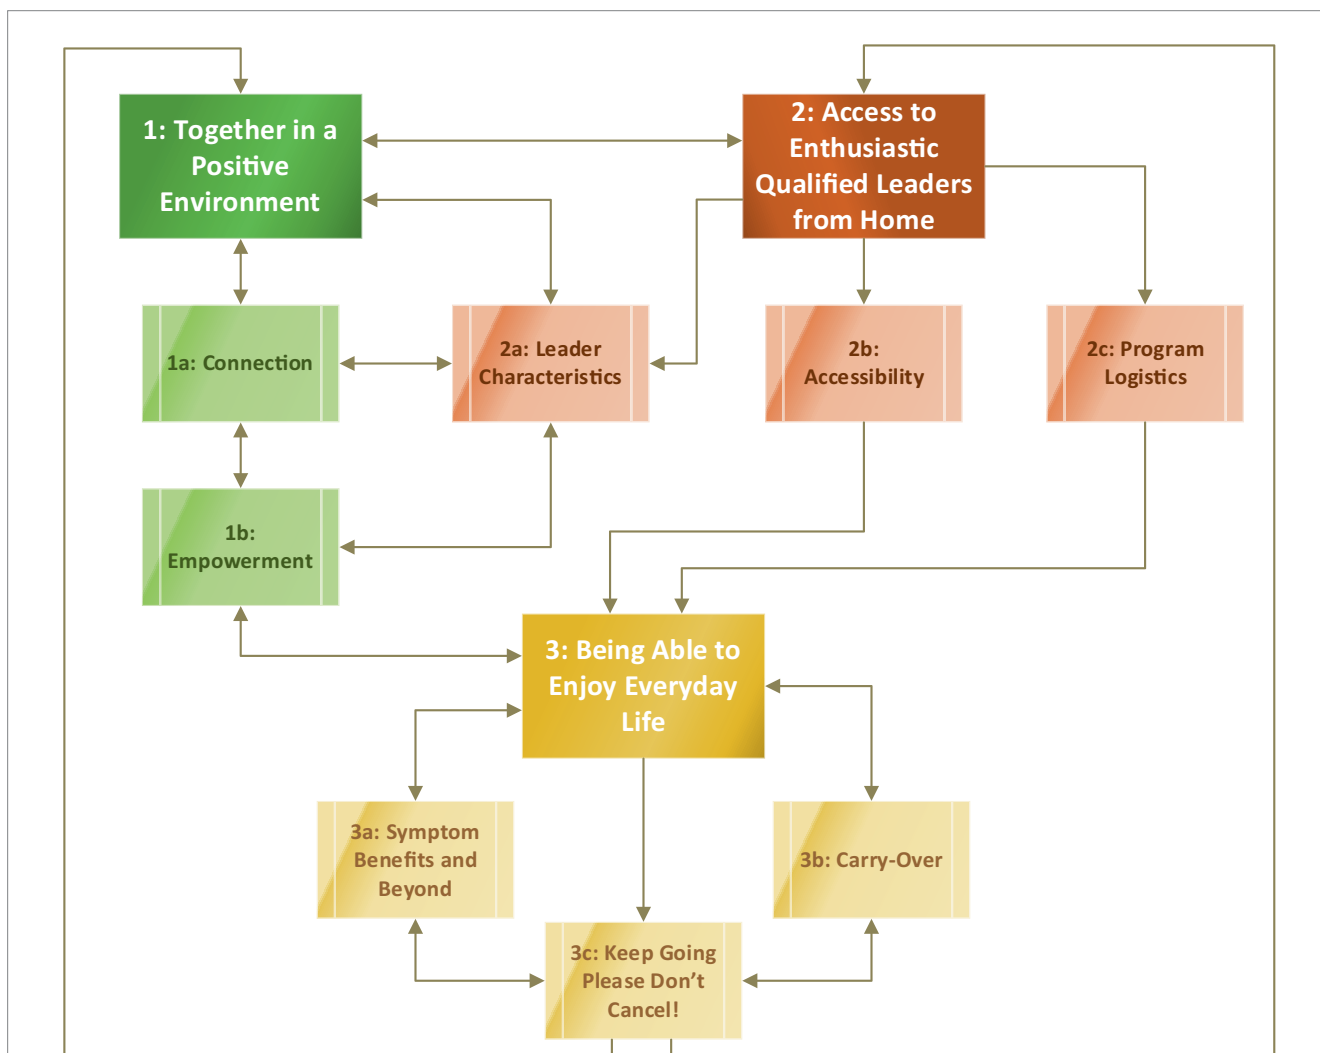 1: Together in a
Positive
Environment
2: Access to
Enthusiastic
Qualified Leaders
from Home
1a: Connection
2a: Leader
Characteristics
2b:
Accessibility
2c: Program
Logistics
1b:
Empowerment
3: Being Able to
Enjoy Everyday
Life
3a: Symptom
Benefits and
Beyond
3b: Carry-Over
3c: Keep Going
Please Don’t
Cancel!